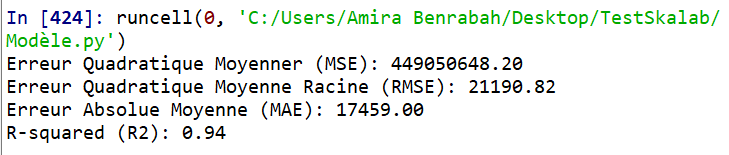 In [424]: runcell(0, 'C:/Users/Amira Benrabah/Desktop/TestSkalab/
Modèle.py')
Erreur Quadratique Moyenner (MSE): 449050648.20
Erreur Quadratique Moyenne Racine (RMSE): 21190.82
Erreur Absolue Moyenne (MAE): 17459.00
R-squared (R2): 0.94